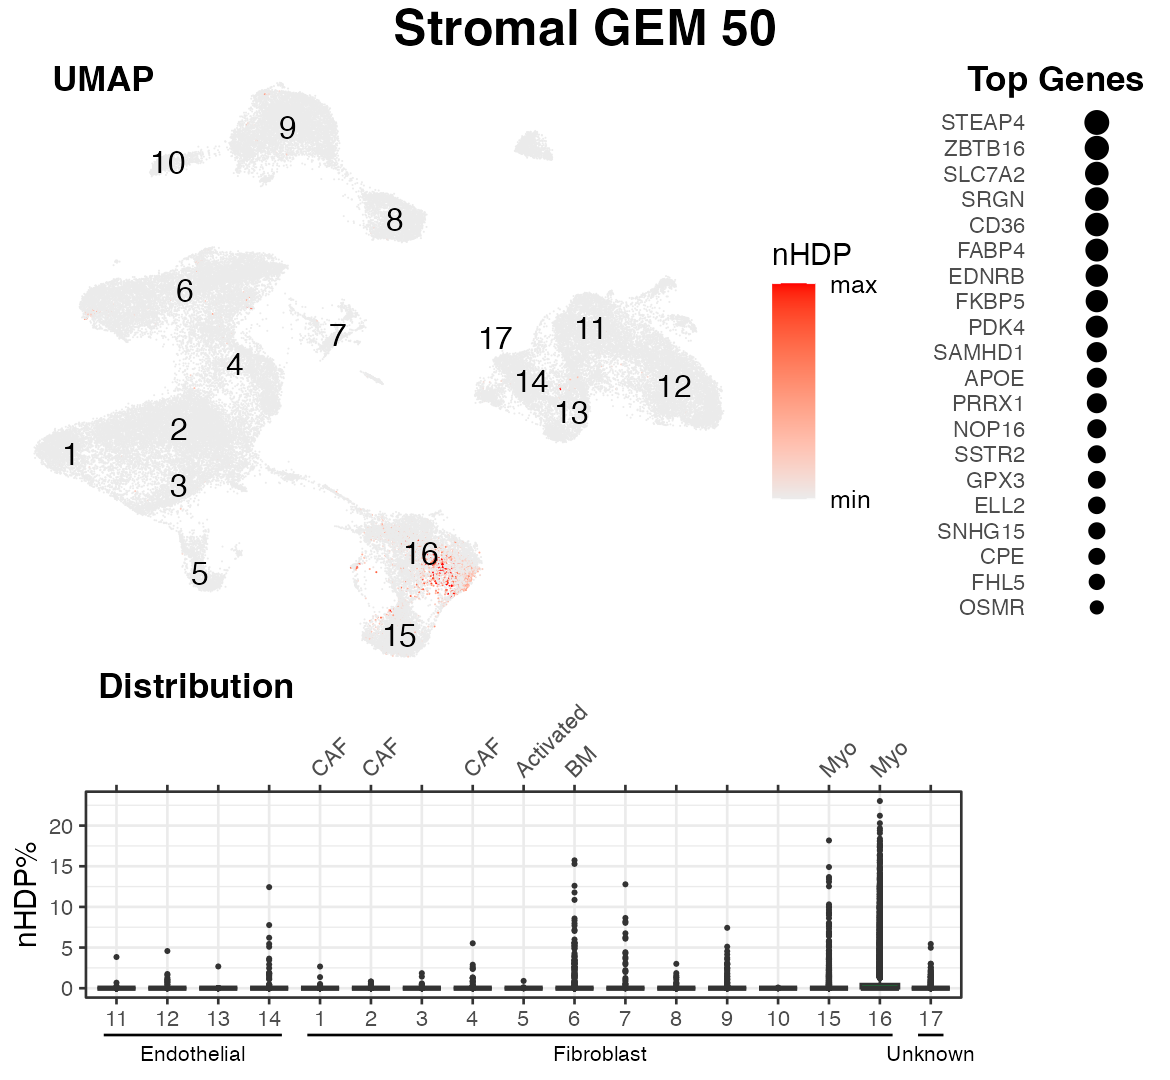 Stromal GEM 50
UMAP
Top Genes
9
10
8
6
7
4
2
1
3
5
16
15
17
11
14
12
13
nHDP
max
min
STEAP4
ZBTB16
SLC7A2
SRGN
CD36
FABP4
EDNRB
FKBP5
PDK4
SAMHD1
APOE
PRRX1
NOP16
SSTR2
GPX3
ELL2
SNHG15
CPE
FHL5
OSMR
Distribution
CAF CAF CAF Activated BM Myo Myo
nHDP%
20
15
10
5
0
11 12 13 14 1 2 3 4 5 6 7 8 9 10 15 16 17
Endothelial Fibroblast Unknown